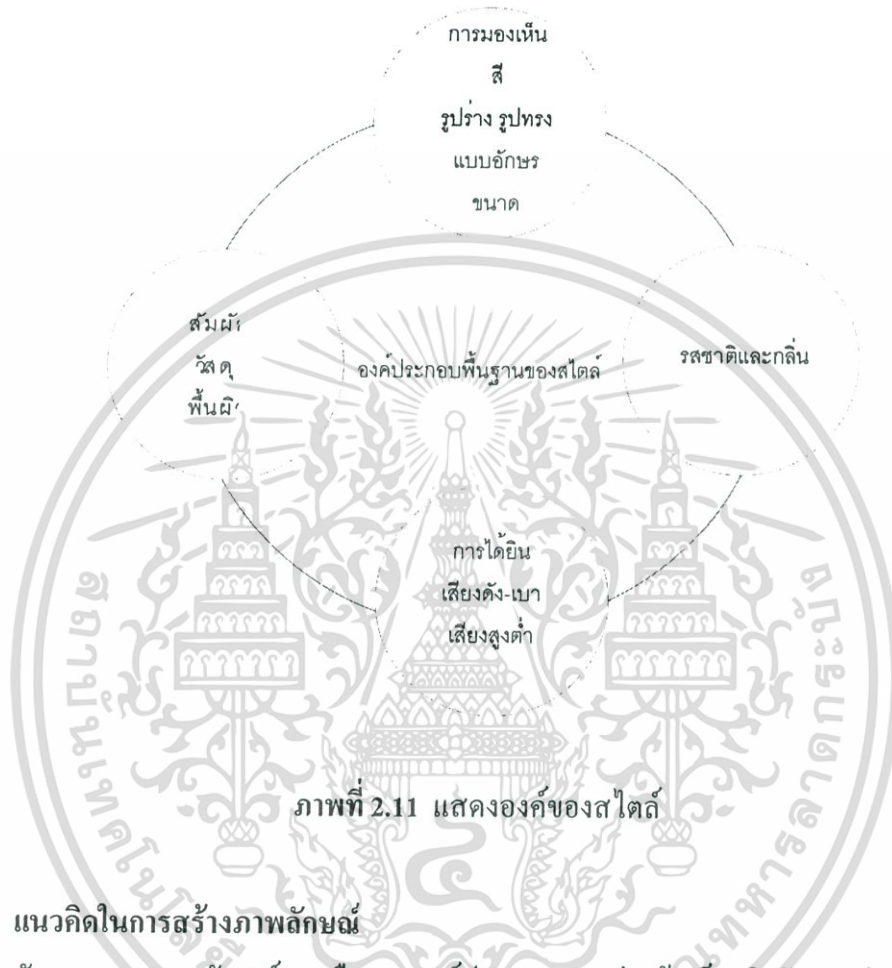 การมองเห็น
สี
รูปร่าง รูปทรง
แบบอักษร
ขนาด
วัสดุ
องค์ประกอบพื้นฐานของสไตล์
รสชาติและกลิ่น
การได้ยิน
เสียงดัง-เบา
เสียงสูงต่ำ
ภาพที่ 2.11 แสดงองค์ของสไตล์
แนวคิดในการสร้างภาพลักษณ์